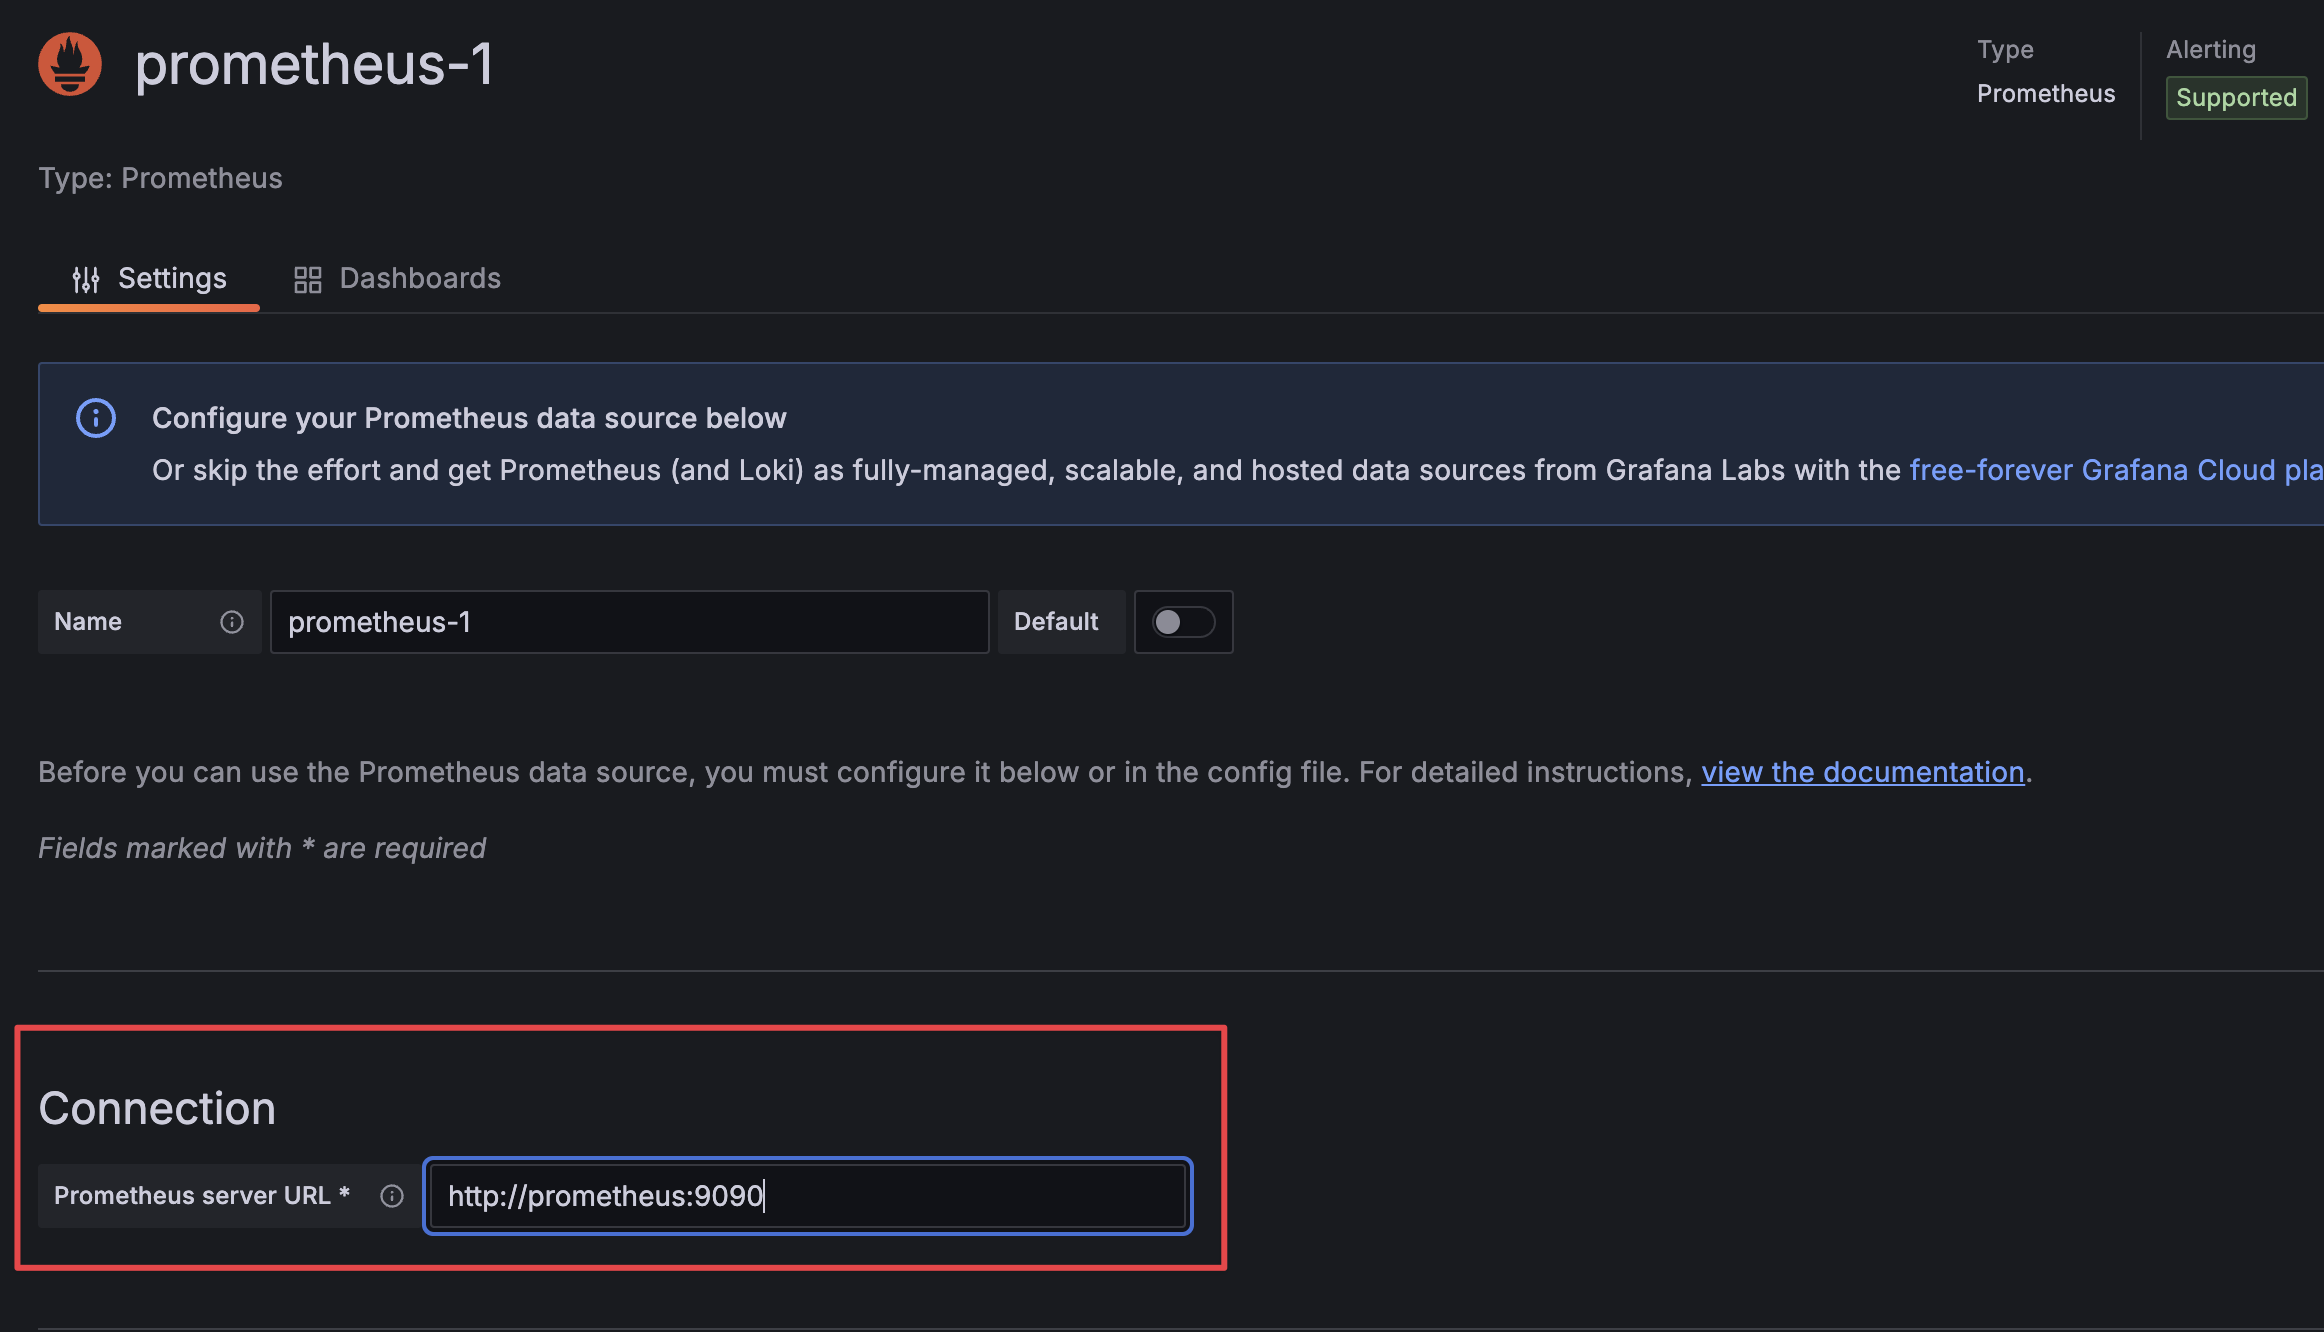 prometheus-1
Type
Prometheus
Alerting
Supported
Type: Prometheus
Settings
Dashboards
Configure your Prometheus data source below
Or skip the effort and get Prometheus (and Loki) as fully-managed, scalable, and hosted data sources from Grafana Labs with the free-forever Grafana Cloud pla
Name
prometheus-1
Default
Before you can use the Prometheus data source, you must configure it below or in the config file. For detailed instructions, view the documentation.
Fields marked with * are required
Connection
Prometheus server URL *
http://prometheus:9090